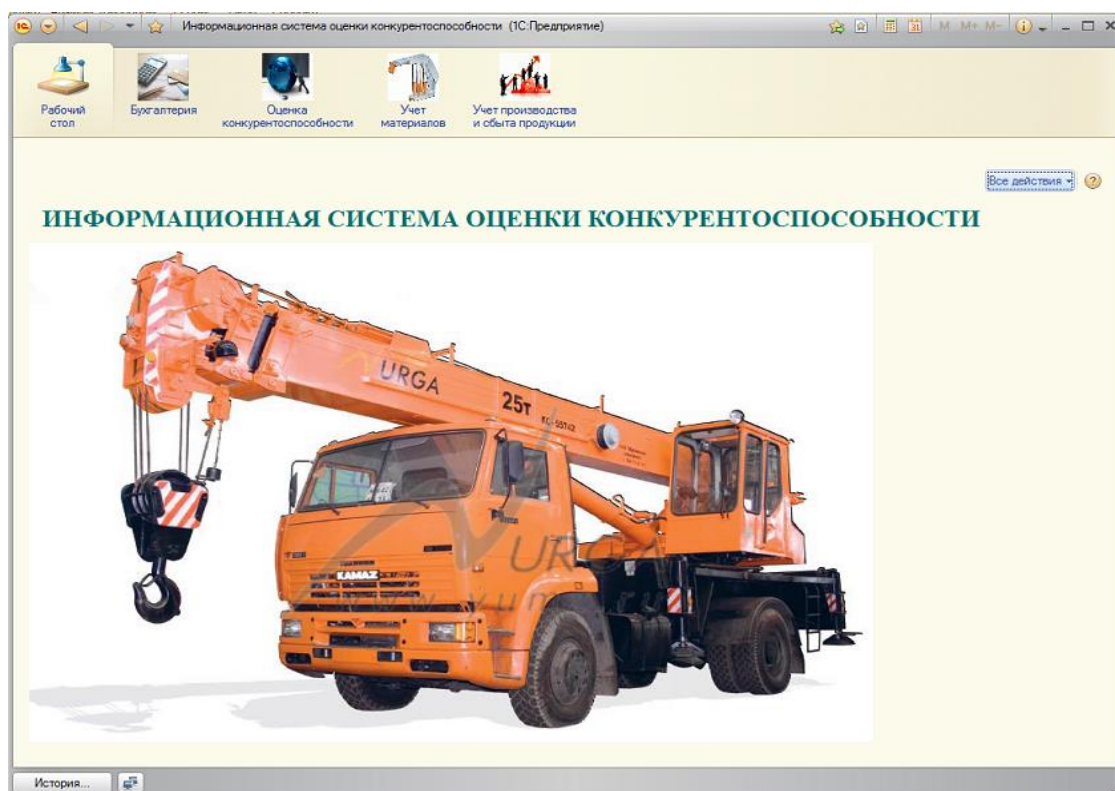 Информационная система оценки конкурентоспособности (1С:Предприятие)
M M+ M-
31
Рабочий
стол
Бухгалтерия
Оценка
конкурентоспособности
Учет
материалов
Учет производства
и сбыта продукции
Все действия
ИНФОРМАЦИОННАЯ СИСТЕМА ОЦЕНКИ КОНКУРЕНТОСПОСОБНОСТИ
URGA
25т
URGA
KAMAZ
История...